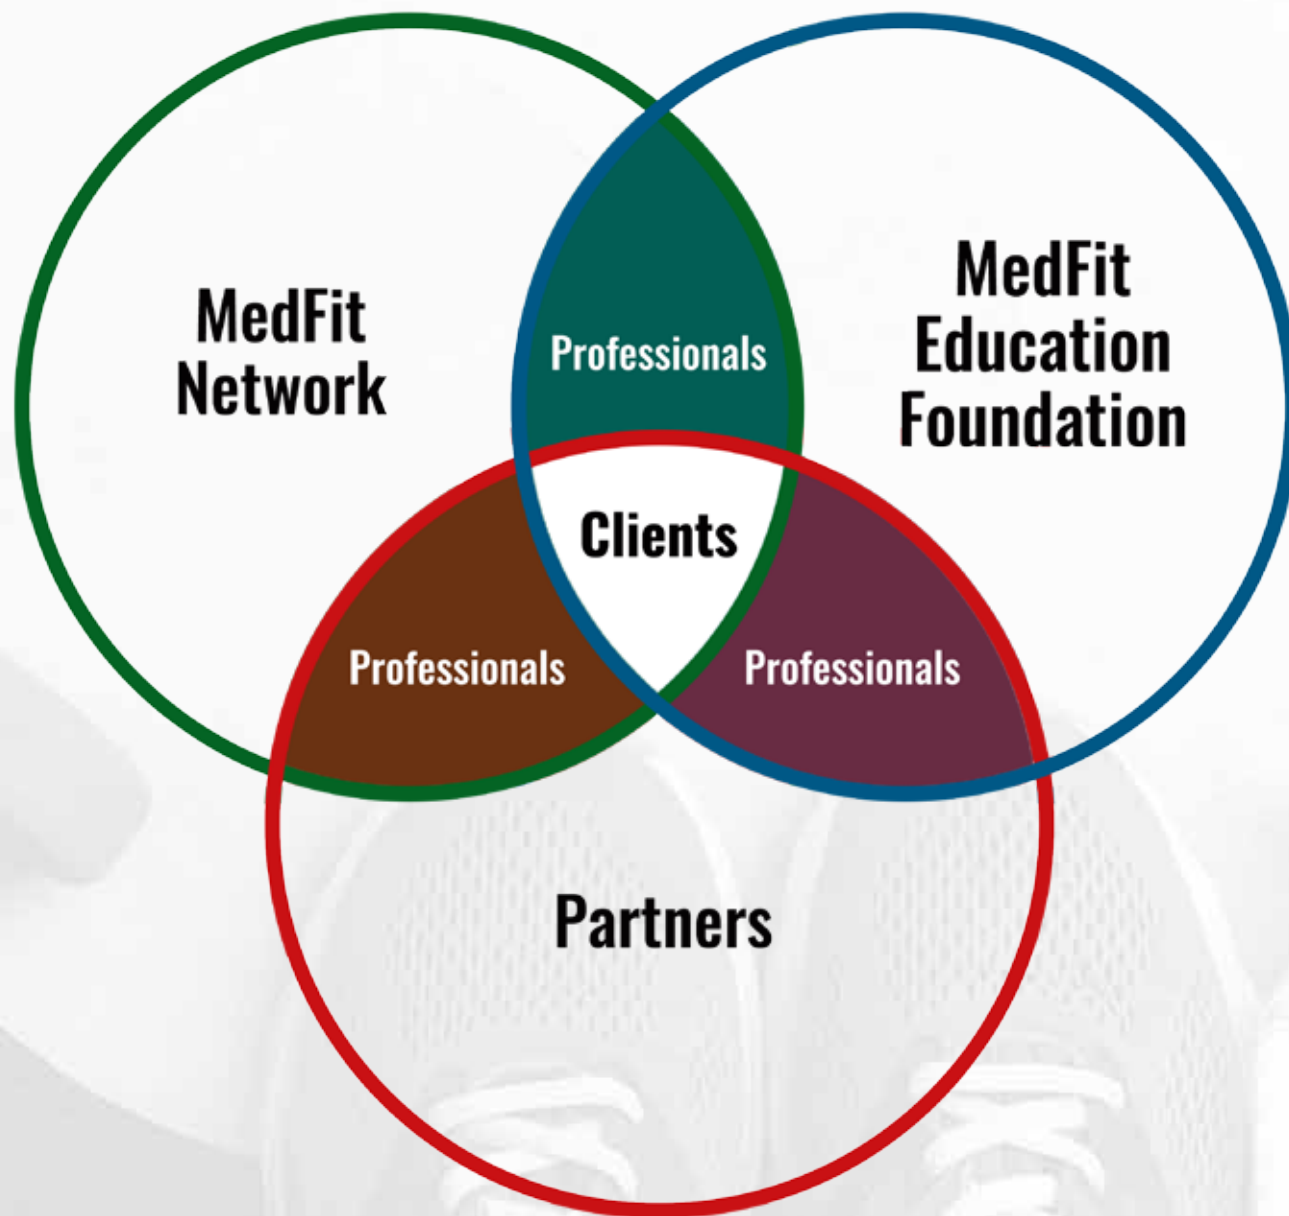 MedFit
Network
MedFit
Education
Foundation
Professionals
Clients
Professionals
Professionals
Partners